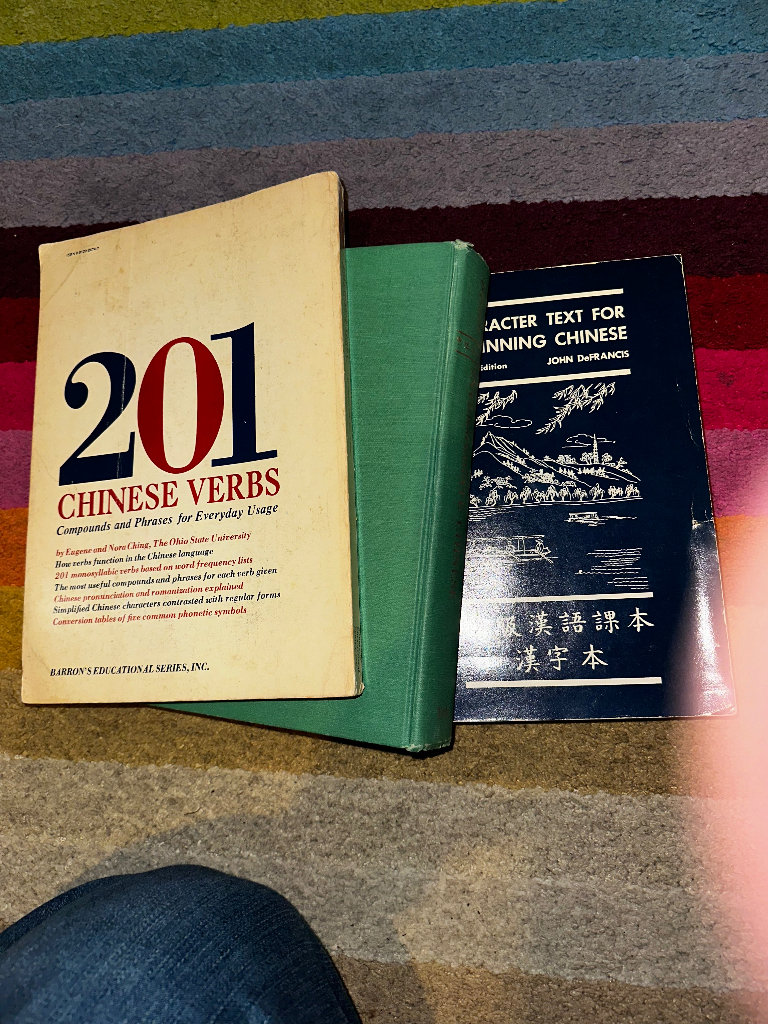 201
CHINESE VERBS
Compounds and Phrases for Everyday Usage
by Eugene and Nora Ching, The Ohio State University
How verbs function in the Chinese language
201 monosyllabic verbs based on word frequency lists
The most useful compounds and phrases for each verb given
Chinese pronunciation and romanization explained
Simplified Chinese characters contrasted with regular forms
Conversion tables of five common phonetic symbols
BARRON'S EDUCATIONAL SERIES, INC.
RACTER TEXT FOR
INNING CHINESE
Edition
JOHN DeFRANCIS
級漢語課本
漢字本